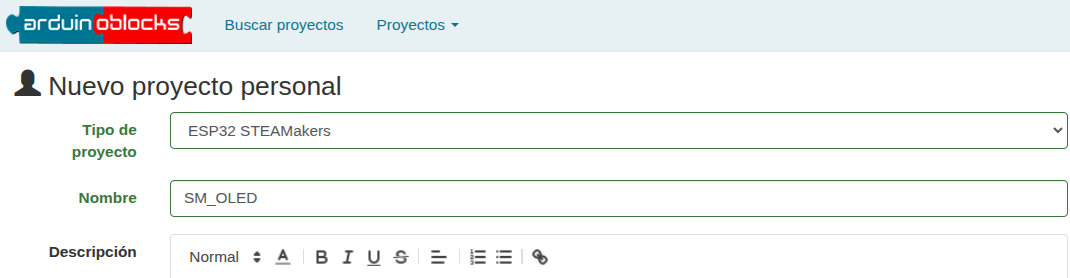 arduinoblocks Buscar proyectos Proyectos
Nuevo proyecto personal
Tipo de
proyecto
ESP32 STEAMakers
Nombre
SM_OLED
Descripción
Normal A B I U S